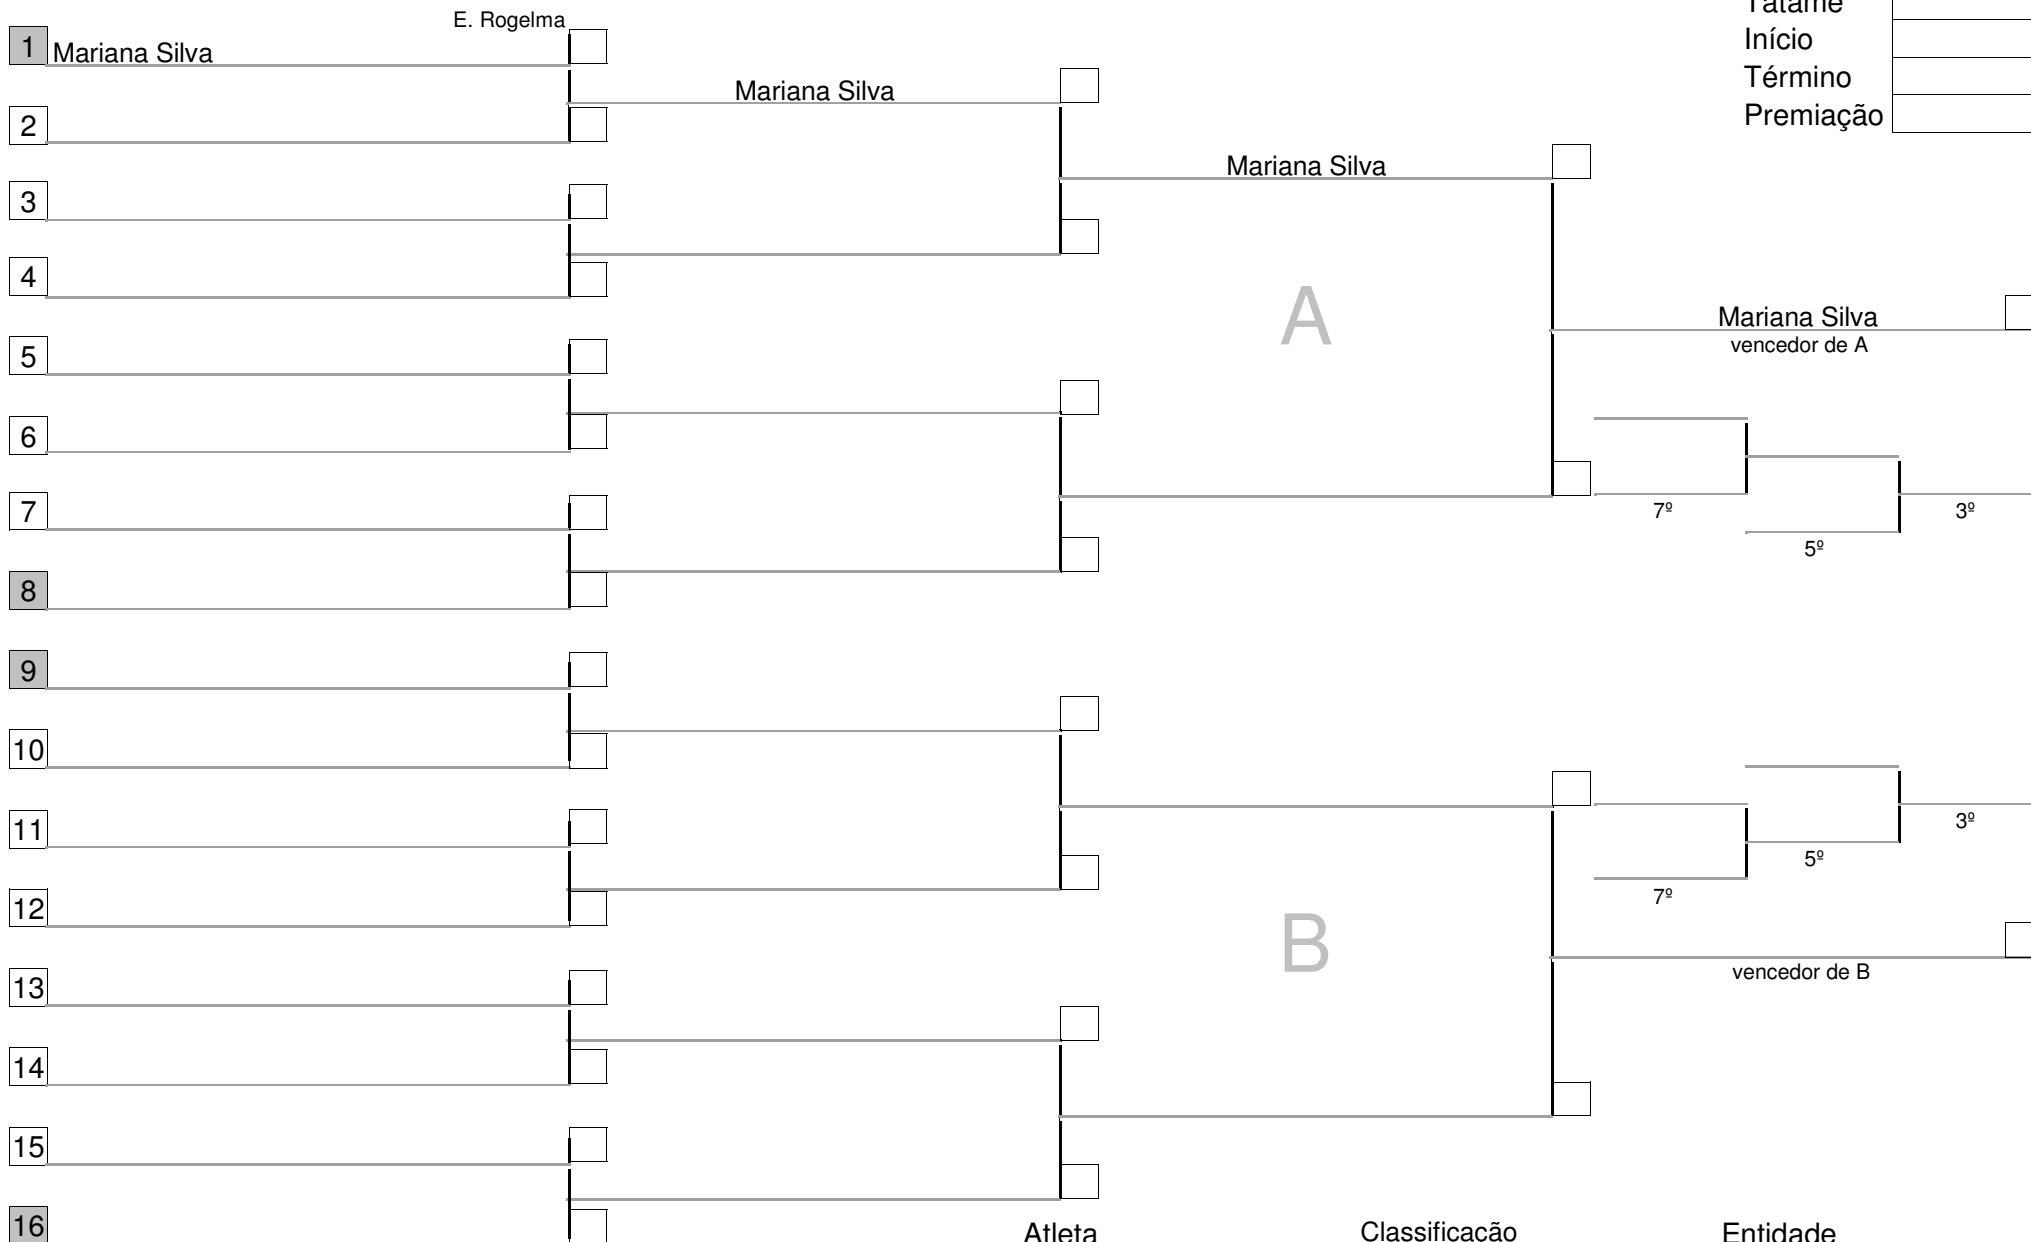 E. Rogelma
Tatame
1 Mariana Silva
Início
Mariana Silva
Término
2
Premiação
Mariana Silva
3
4
A
Mariana Silva
vencedor de A
5
6
7
7º
3º
5º
8
9
10
11
3º
5º
7º
12
B
vencedor de B
13
14
15
16
Atleta
Classificação
Entidade